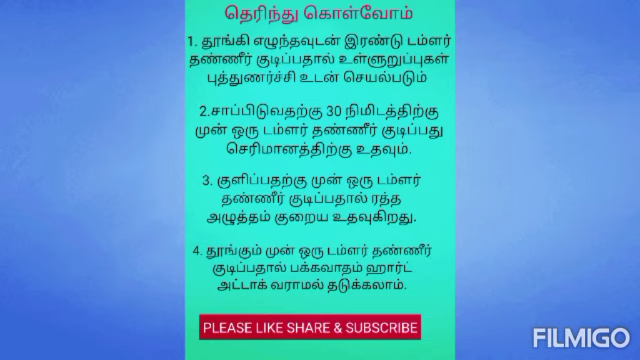 தெரிந்து கொள்வோம்
1. தூங்கி எழுந்தவுடன் இரண்டு டம்ளர்
தண்ணீர் குடிப்பதால் உள்ளுறுப்புகள்
புத்துணர்ச்சி உடன் செயல்படும்
2.சாப்பிடுவதற்கு 30 நிமிடத்திற்கு
முன் ஒரு டம்ளர் தண்ணீர் குடிப்பது
செரிமானத்திற்கு உதவும்.
3. குளிப்பதற்கு முன் ஒரு டம்ளர்
தண்ணீர் குடிப்பதால் ரத்த
அழுத்தம் குறைய உதவுகிறது.
4. தூங்கும் முன் ஒரு டம்ளர் தண்ணீர்
குடிப்பதால் பக்கவாதம் ஹார்ட்
அட்டாக் வராமல் தடுக்கலாம்.
PLEASE LIKE SHARE & SUBSCRIBE
FILMIGO